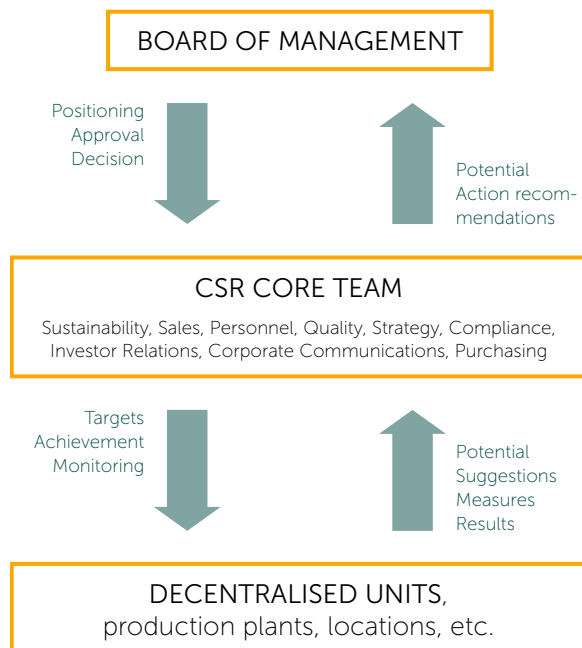 BOARD OF MANAGEMENT
Positioning
Approval
Decision
Potential
Action recom-
mendations
CSR CORE TEAM
Sustainability, Sales, Personnel, Quality, Strategy, Compliance,
Investor Relations, Corporate Communications, Purchasing
Targets
Achievement
Monitoring
Potential
Suggestions
Measures
Results
DECENTRALISED UNITS,
production plants, locations, etc.